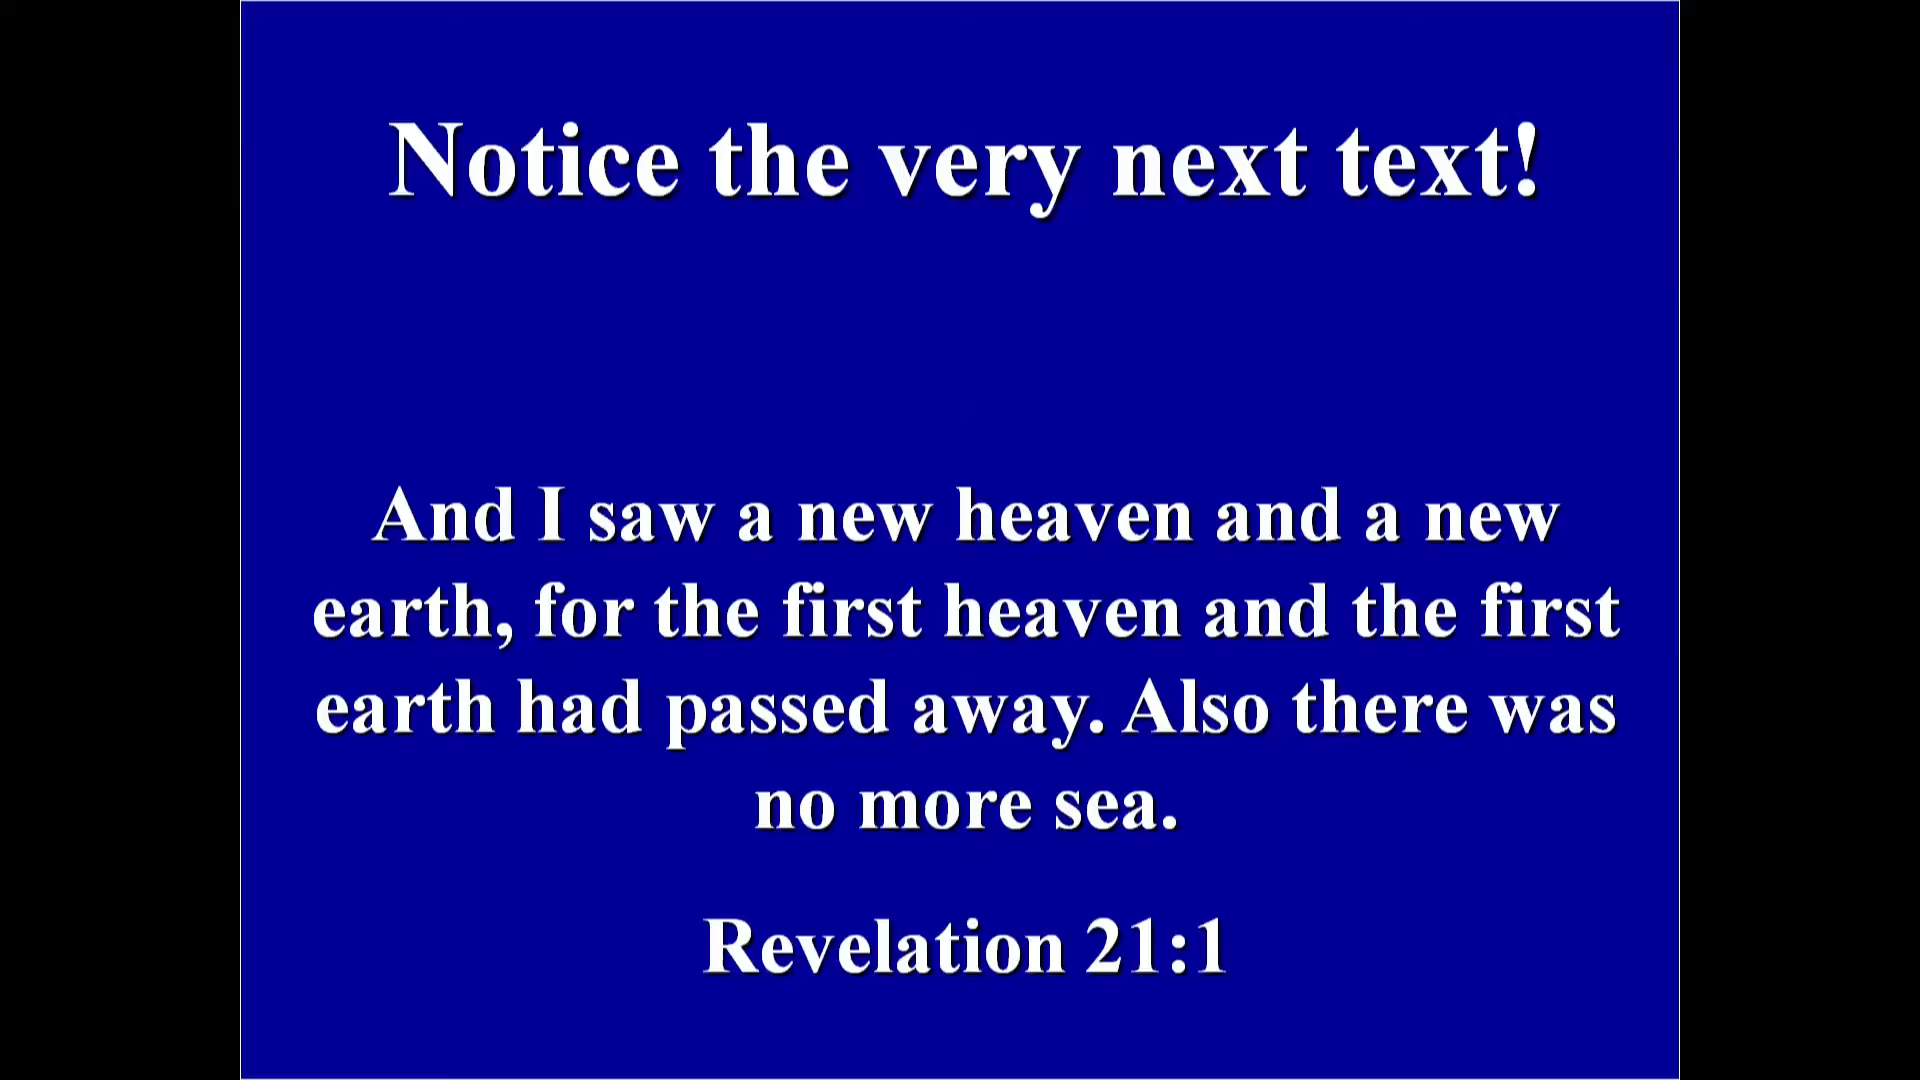 Notice the very next text!
And I saw a new heaven and a new
earth, for the first heaven and the first
earth had passed away. Also there was
no more sea.
Revelation 21:1